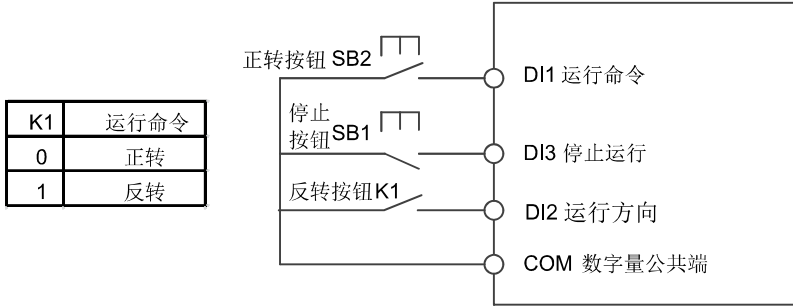 正转按钮 SB2
DI1 运行命令
K1 运行命令
0 正转
1 反转
停止
按钮SB1
DI3 停止运行
反转按钮K1
DI2 运行方向
COM 数字量公共端